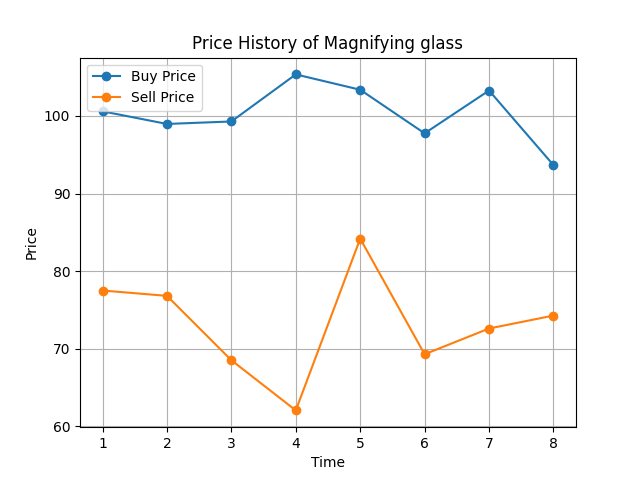 Price History of Magnifying glass
Buy Price
Sell Price
100
90
80
70
60
Price
1 2 3 4 5 6 7 8
Time